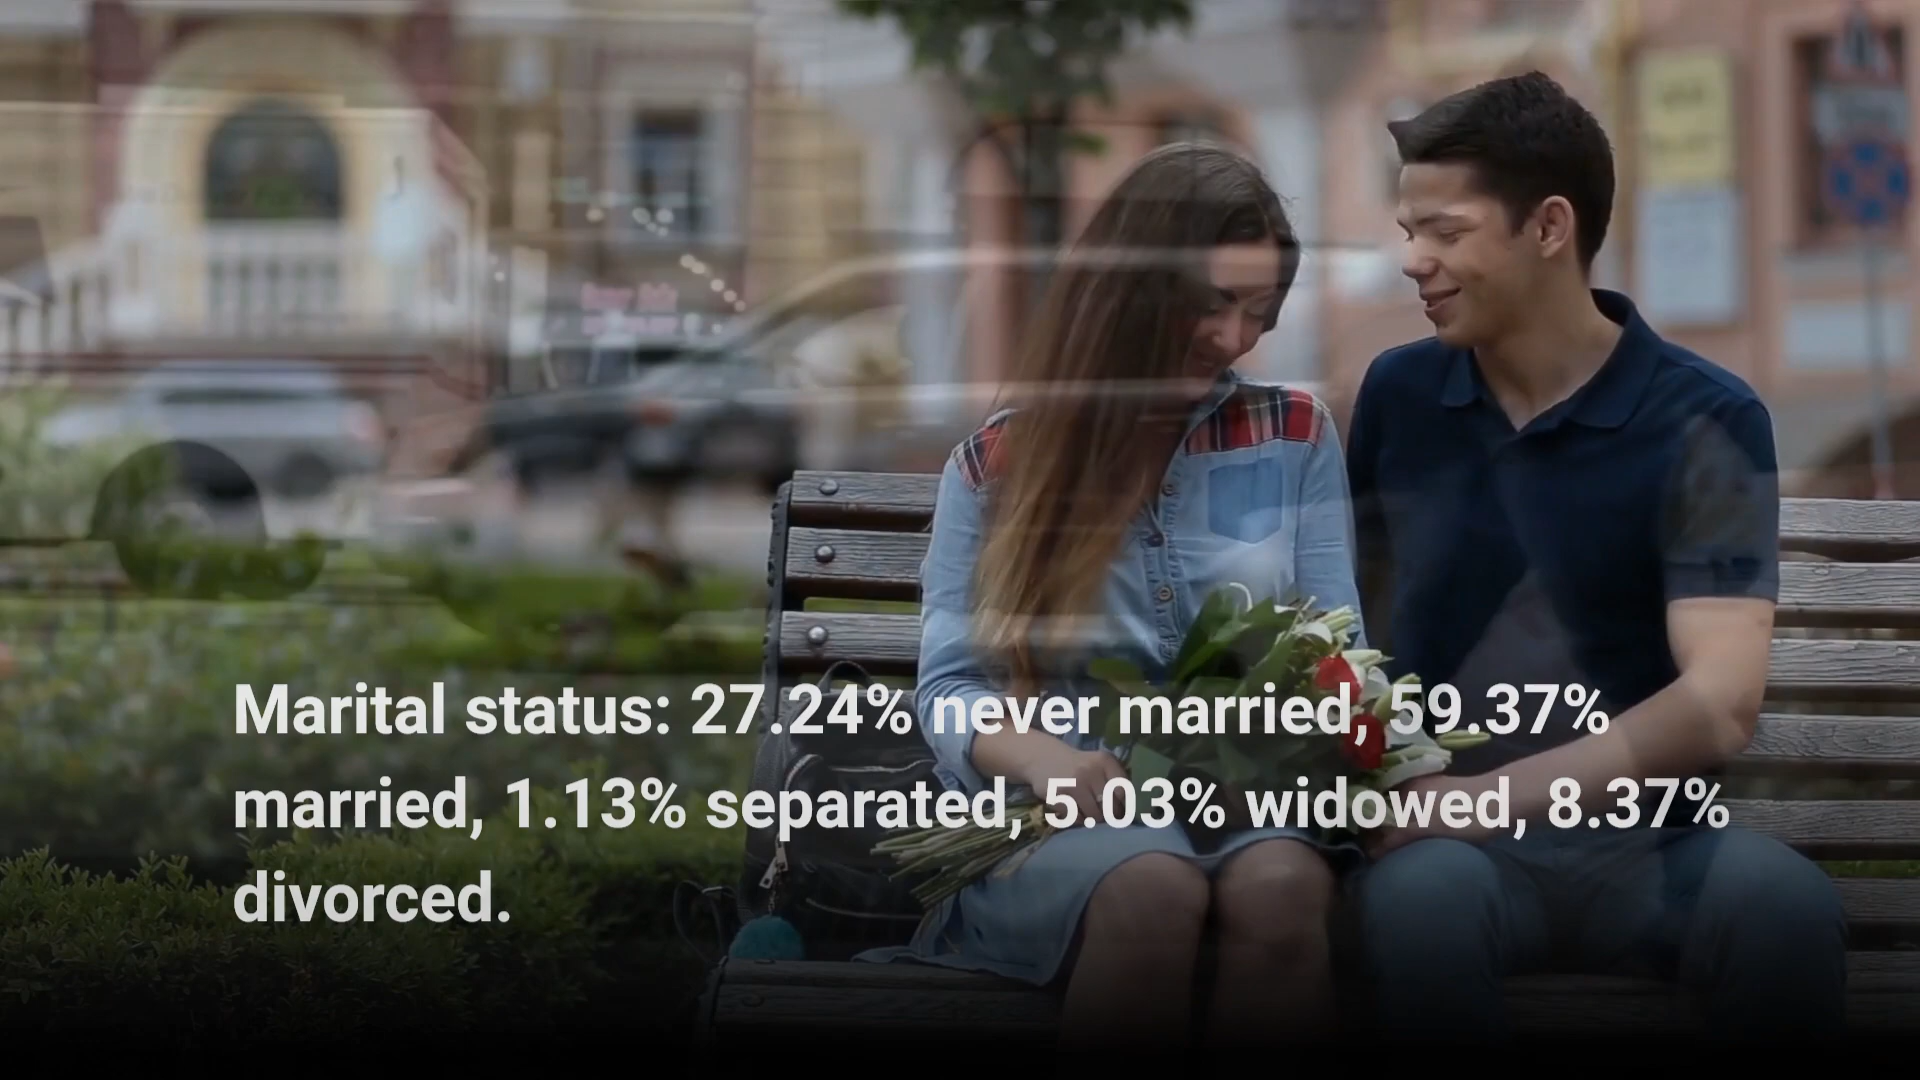 Marital status: 27.24% never married, 59.37%
married, 1.13% separated, 5.03% widowed, 8.37%
divorced.